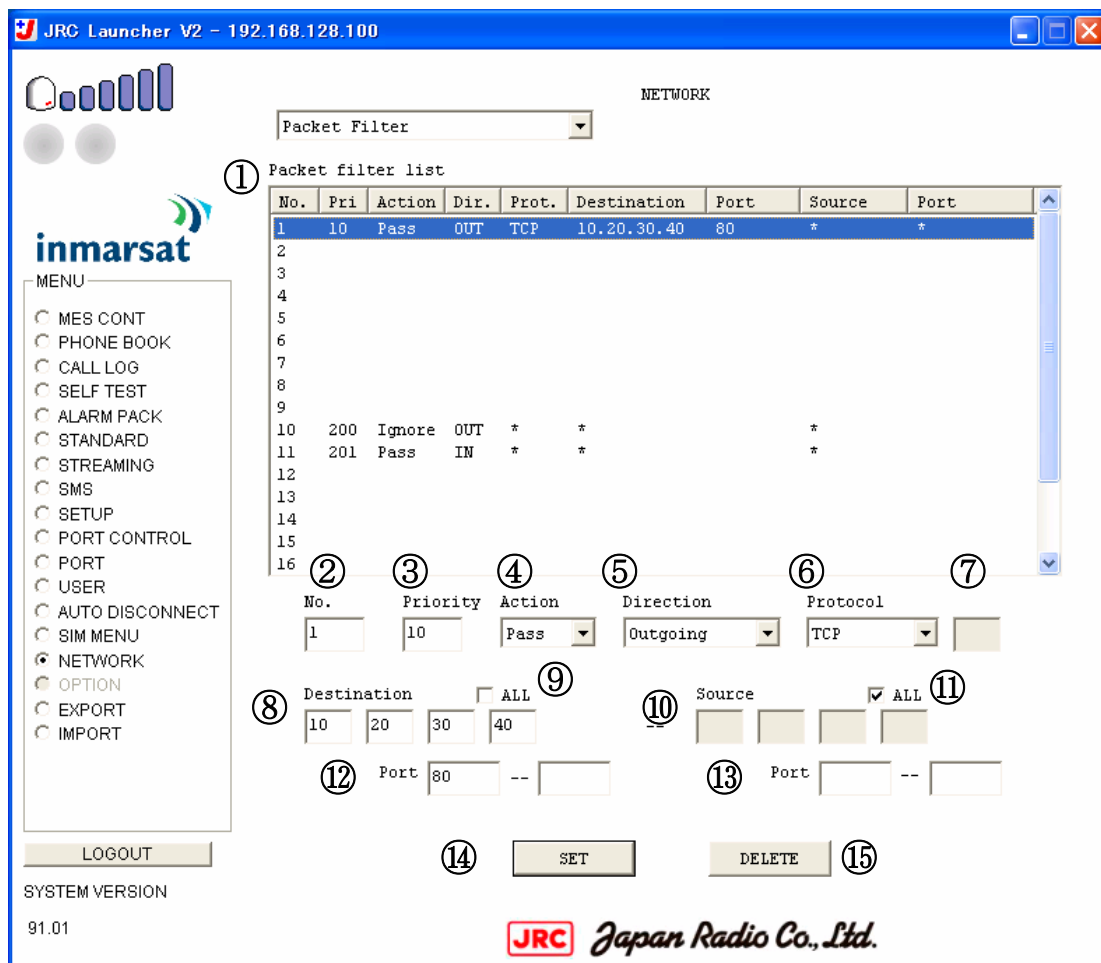 JRC Launcher V2 - 192.168.128.100
NETWORK
Packet Filter
① Packet filter list
No. Pri Action Dir. Prot. Destination Port Source Port
1 10 Pass OUT TCP 10.20.30.40 80 * *
2
3
4
5
6
7
8
9
10 200 Ignore OUT * * *
11 201 Pass IN * * *
12
13
14
15
16
② ③ ④ ⑤ ⑥ ⑦
No. Priority Action Direction Protocol
1 10 Pass Outgoing TCP
⑧ Destination ALL ⑨ ⑩ -- Source ALL ⑪
10 20 30 40
⑫ Port 80 -- ⑬ Port --
⑭ SET DELETE ⑮
inmarsat
MENU
MES CONT
PHONE BOOK
CALL LOG
SELF TEST
ALARM PACK
STANDARD
STREAMING
SMS
SETUP
PORT CONTROL
PORT
USER
AUTO DISCONNECT
SIM MENU
NETWORK
OPTION
EXPORT
IMPORT
LOGOUT
SYSTEM VERSION
91.01
JRC Japan Radio Co., Ltd.